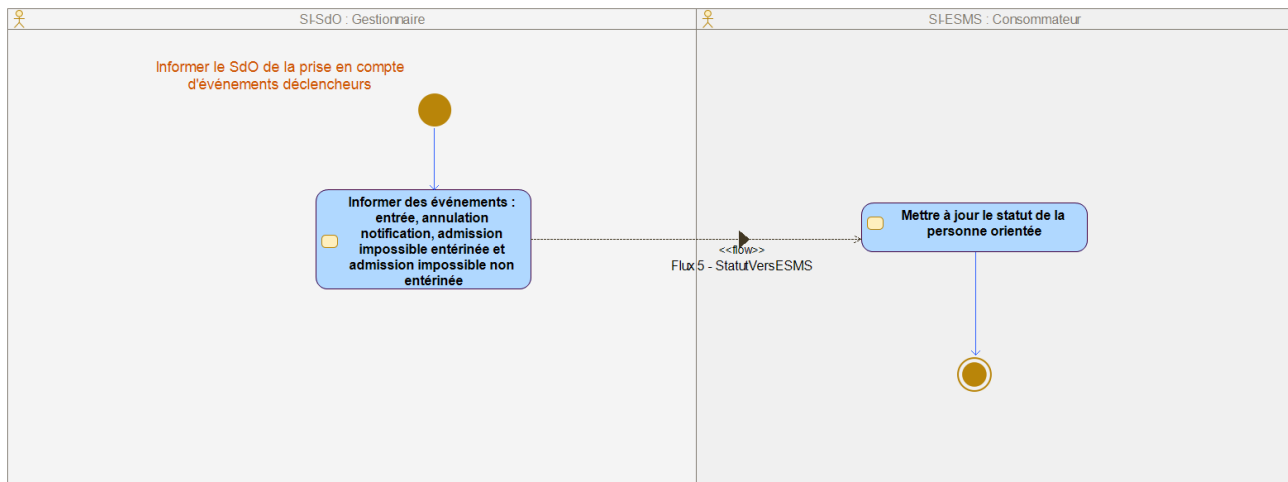 SI-SdO : Gestionnaire
SI-ESMS : Consommateur
Informer le SdO de la prise en compte
d'événements déclencheurs
Informer des événements :
entrée, annulation
notification, admission
impossible entérinée et
admission impossible non
entérinée
Mettre à jour le statut de la
personne orientée
<<flow>>
Flux 5 - StatutVersESMS